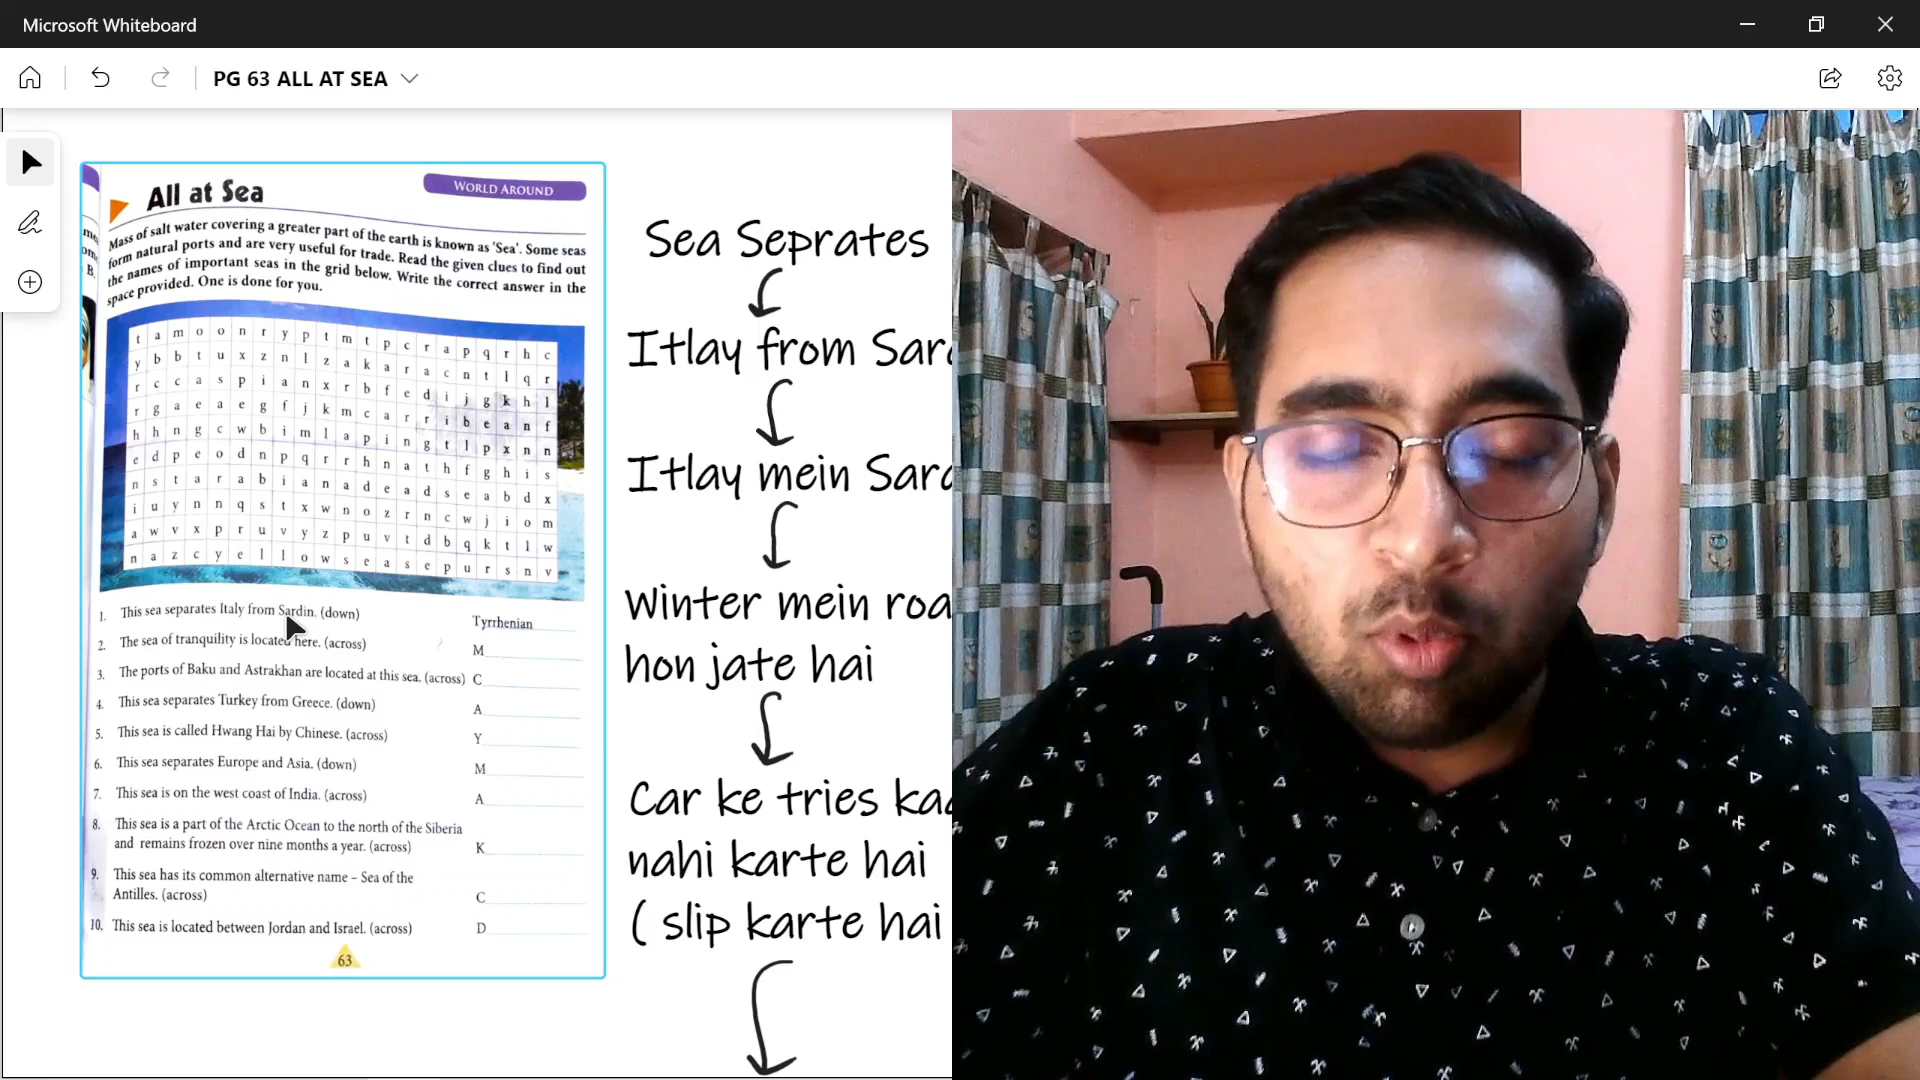 Microsoft Whiteboard
PG 63 ALL AT SEA
All at Sea
WORLD AROUND
Mass of salt water covering a greater part of the earth is known as 'Sea'. Some seas
form natural ports and are very useful for trade. Read the given clues to find out
the names of important seas in the grid below. Write the correct answer in the
space provided. One is done for you.
t a m o o n r y p t m t p c r a p q r h c
y b b t u x z n l z a k a r a c n t l q r
r c c a s p i a n x r b f e d i j g k h l
r g a e a e g f j k m c a r r i b e a n f
h h n g c w b i m l a p i n g t l p x n n
e d p e o d n p q r r h n a t h f g h i s
n s t a r a b i a n a d e a d s e a b d x
i u y n n q s t x w n o z r n c w j i o m
a w v x p r u v y z p u v t d b q k t l w
n a z c y e l l o w s e a s e p u r s n v
1. This sea separates Italy from Sardin. (down) Tyrrhenian
2. The sea of tranquility is located here. (across) M
3. The ports of Baku and Astrakhan are located at this sea. (across) C
4. This sea separates Turkey from Greece. (down) A
5. This sea is called Hwang Hai by Chinese. (across) Y
6. This sea separates Europe and Asia. (down) M
7. This sea is on the west coast of India. (across) A
8. This sea is a part of the Arctic Ocean to the north of the Siberia
and remains frozen over nine months a year. (across) K
9. This sea has its common alternative name – Sea of the
Antilles. (across) C
10. This sea is located between Jordan and Israel. (across) D
63
Sea Seprates
Itlay from Sar
Itlay mein Sar
Winter mein roa
hon jate hai
Car ke tries ka
nahi karte hai
( slip karte hai